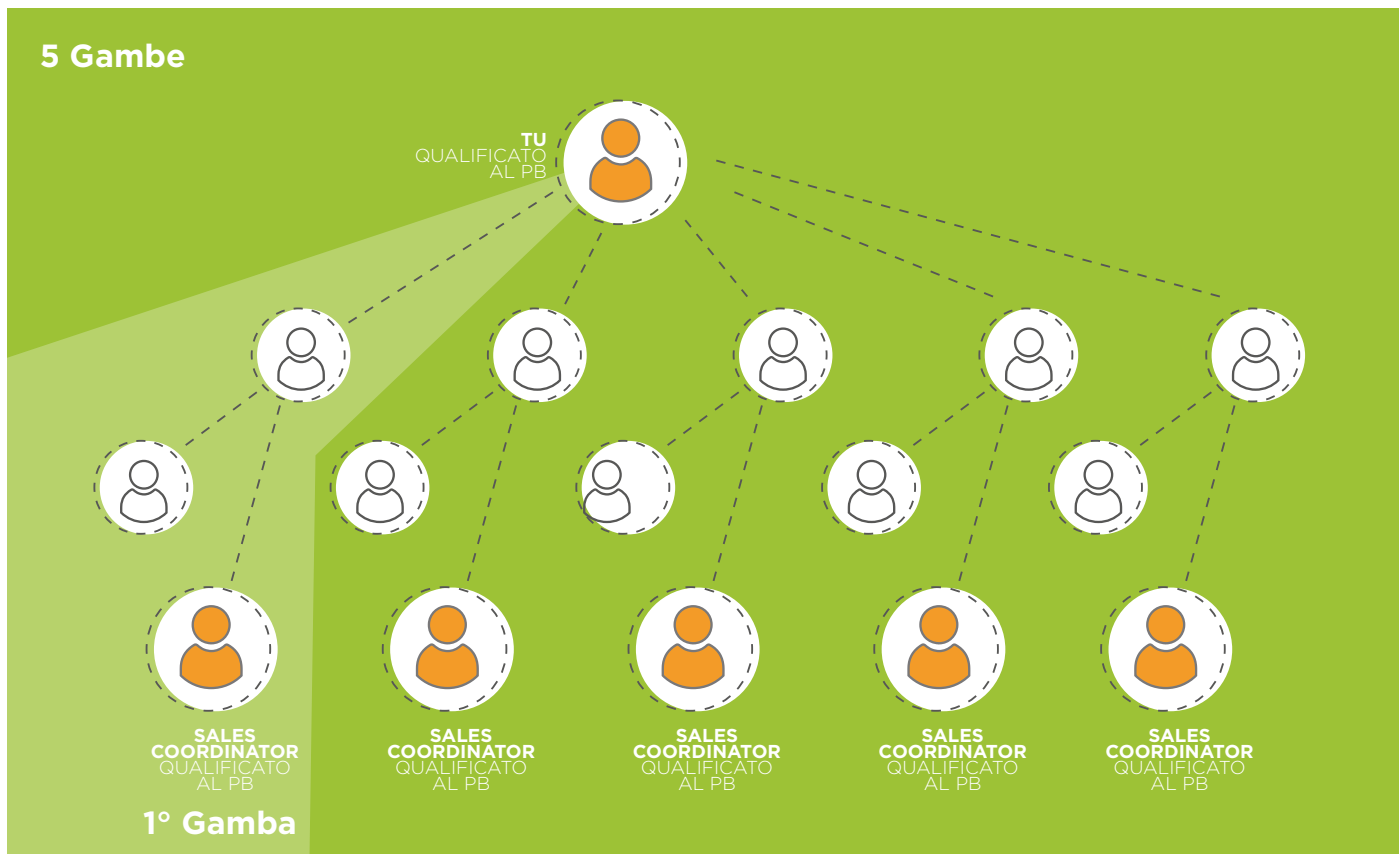 5 Gambe
TU
QUALIFICATO
AL PB
SALES
COORDINATOR
QUALIFICATO
AL PB
SALES
COORDINATOR
QUALIFICATO
AL PB
SALES
COORDINATOR
QUALIFICATO
AL PB
SALES
COORDINATOR
QUALIFICATO
AL PB
SALES
COORDINATOR
QUALIFICATO
AL PB
1° Gamba